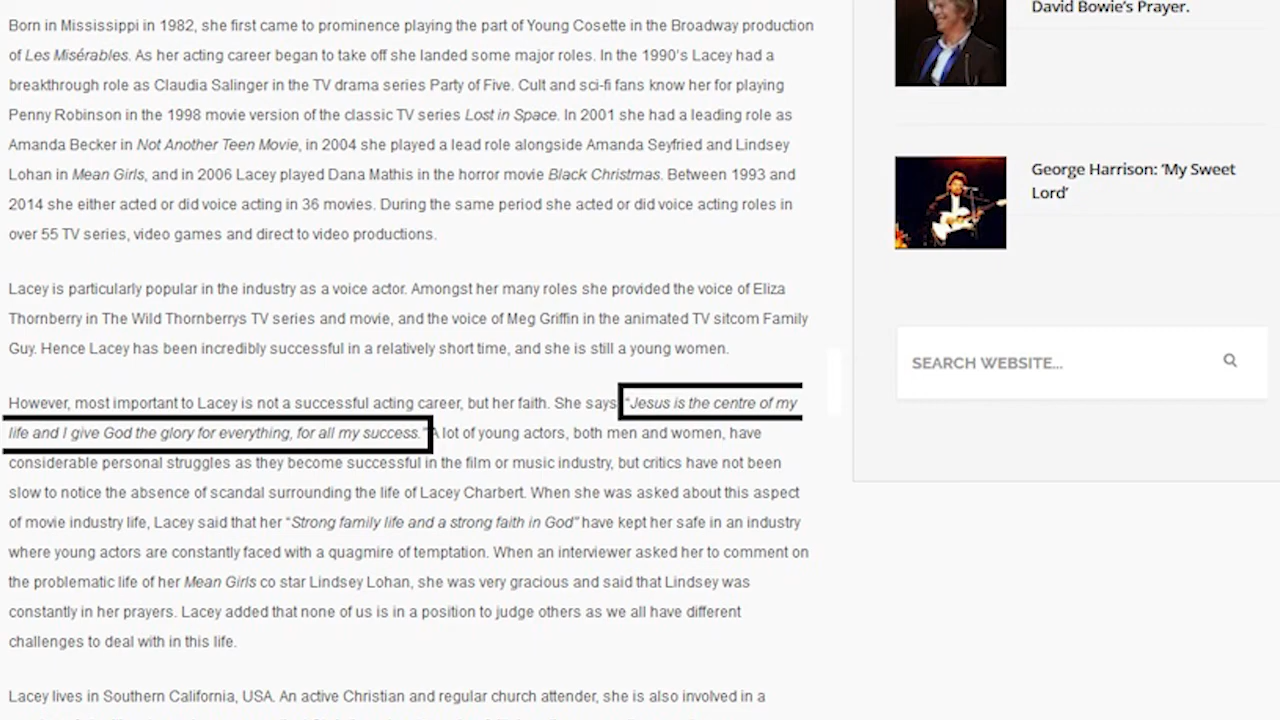 Born in Mississippi in 1982, she first came to prominence playing the part of Young Cosette in the Broadway production
of Les Misérables. As her acting career began to take off she landed some major roles. In the 1990's Lacey had a
breakthrough role as Claudia Salinger in the TV drama series Party of Five. Cult and sci-fi fans know her for playing
Penny Robinson in the 1998 movie version of the classic TV series Lost in Space. In 2001 she had a leading role as
Amanda Becker in Not Another Teen Movie, in 2004 she played a lead role alongside Amanda Seyfried and Lindsey
Lohan in Mean Girls, and in 2006 Lacey played Dana Mathis in the horror movie Black Christmas. Between 1993 and
2014 she either acted or did voice acting in 36 movies. During the same period she acted or did voice acting roles in
over 55 TV series, video games and direct to video productions.
Lacey is particularly popular in the industry as a voice actor. Amongst her many roles she provided the voice of Eliza
Thornberry in The Wild Thornberrys TV series and movie, and the voice of Meg Griffin in the animated TV sitcom Family
Guy. Hence Lacey has been incredibly successful in a relatively short time, and she is still a young women.
However, most important to Lacey is not a successful acting career, but her faith. She says "Jesus is the centre of my
life and I give God the glory for everything, for all my success." A lot of young actors, both men and women, have
considerable personal struggles as they become successful in the film or music industry, but critics have not been
slow to notice the absence of scandal surrounding the life of Lacey Charbert. When she was asked about this aspect
of movie industry life, Lacey said that her "Strong family life and a strong faith in God" have kept her safe in an industry
where young actors are constantly faced with a quagmire of temptation. When an interviewer asked her to comment on
the problematic life of her Mean Girls co star Lindsey Lohan, she was very gracious and said that Lindsey was
constantly in her prayers. Lacey added that none of us is in a position to judge others as we all have different
challenges to deal with in this life.
Lacey lives in Southern California, USA. An active Christian and regular church attender, she is also involved in a
David Bowie's Prayer.
George Harrison: 'My Sweet
Lord'
SEARCH WEBSITE...